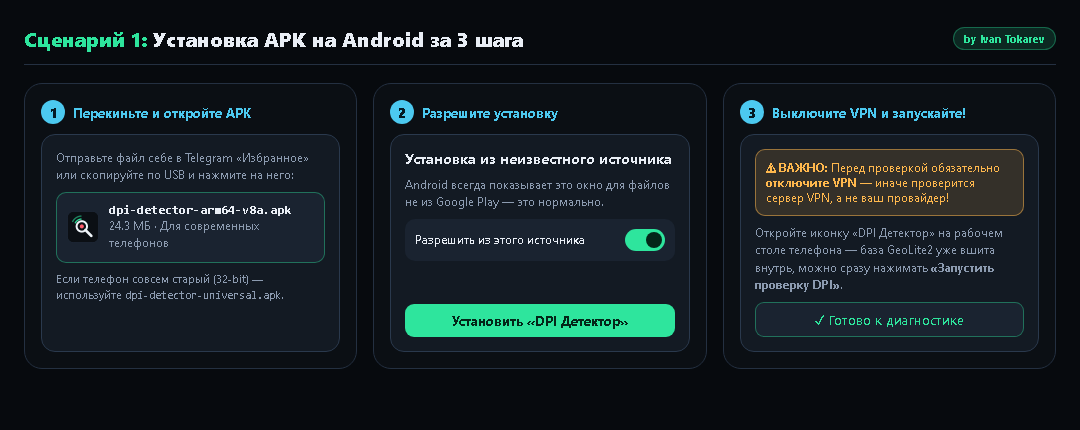 Сценарий 1: Установка APK на Android за 3 шага
by Ivan Tokarev
1 Перекиньте и откройте APK
Отправьте файл себе в Telegram «Избранное»
или скопируйте по USB и нажмите на него:
dpi-detector-arm64-v8a.apk
24.3 МБ · Для современных
телефонов
Если телефон совсем старый (32-bit) —
используйте dpi-detector-universal.apk.
2 Разрешите установку
Установка из неизвестного источника
Android всегда показывает это окно для файлов
не из Google Play — это нормально.
Разрешить из этого источника
Установить «DPI Детектор»
3 Выключите VPN и запускайте!
⚠ ВАЖНО: Перед проверкой обязательно
отключите VPN — иначе проверится
сервер VPN, а не ваш провайдер!
Откройте иконку «DPI Детектор» на рабочем
столе телефона — база GeoLite2 уже вшита
внутрь, можно сразу нажимать «Запустить
проверку DPI».
✓ Готово к диагностике